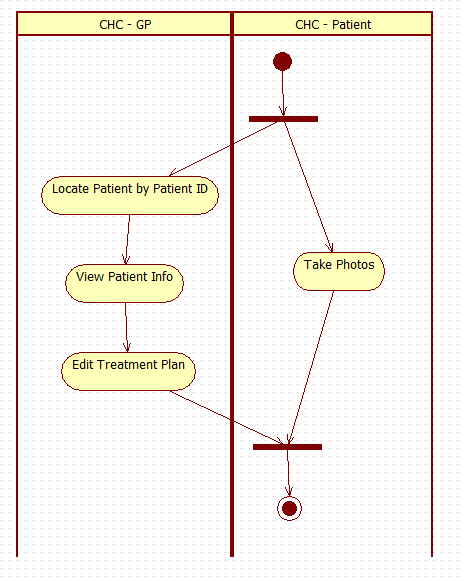 CHC - GP
CHC - Patient
Locate Patient by Patient ID
View Patient Info
Take Photos
Edit Treatment Plan